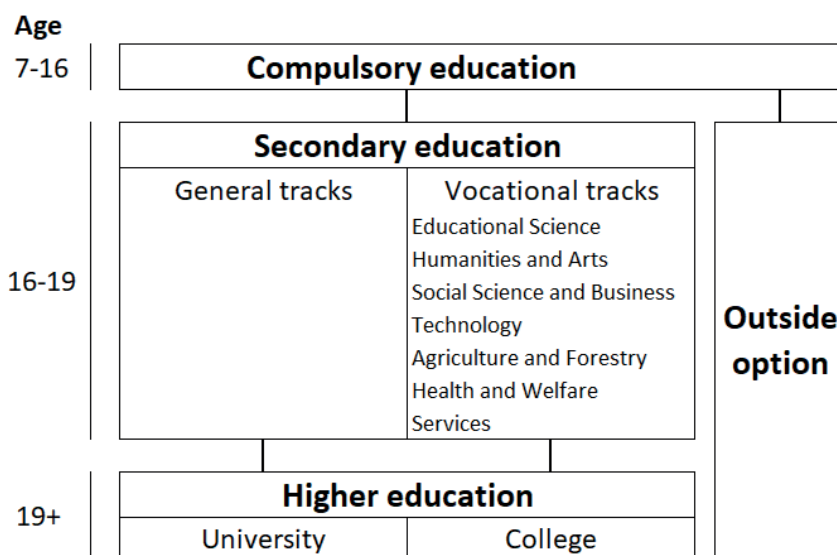 Age
7-16
Compulsory education
Secondary education
General tracks
Vocational tracks
Educational Science
Humanities and Arts
Social Science and Business
Technology
Agriculture and Forestry
Health and Welfare
Services
16-19
Outside
option
Higher education
19+
University
College